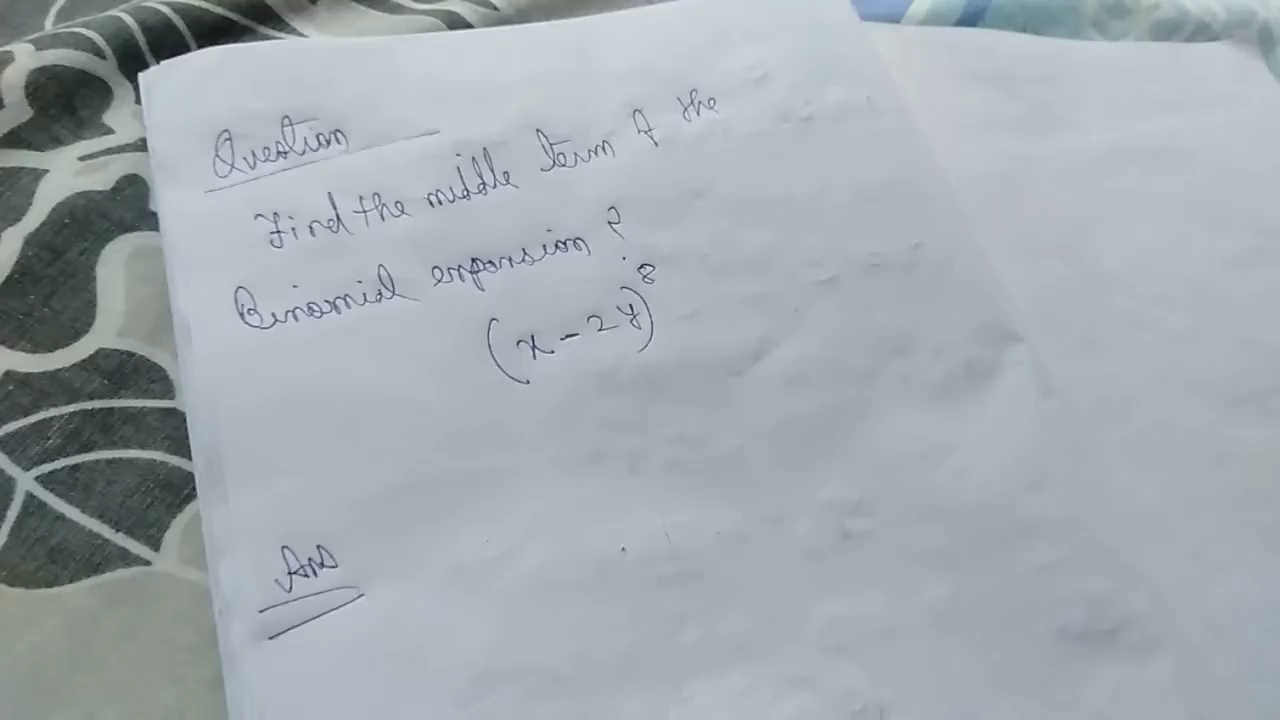 Question
Find the middle term of the
Binomial expansion ?
(x - 2y)⁸
Ans